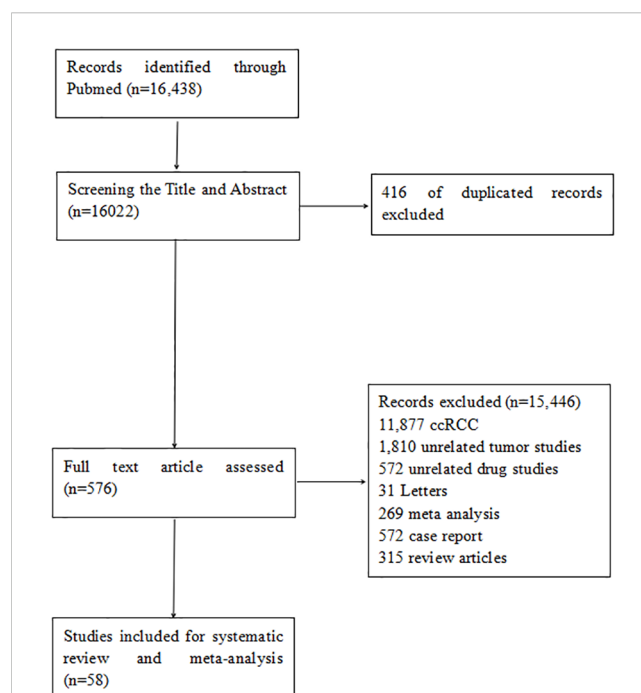 Records identified through
Pubmed (n=16,438)
Screening the Title and Abstract
(n=16022)
416 of duplicated records
excluded
Records excluded (n=15,446)
11,877 ccRCC
1,810 unrelated tumor studies
572 unrelated drug studies
31 Letters
269 meta analysis
572 case report
315 review articles
Full text article assessed
(n=576)
Studies included for systematic
review and meta-analysis
(n=58)